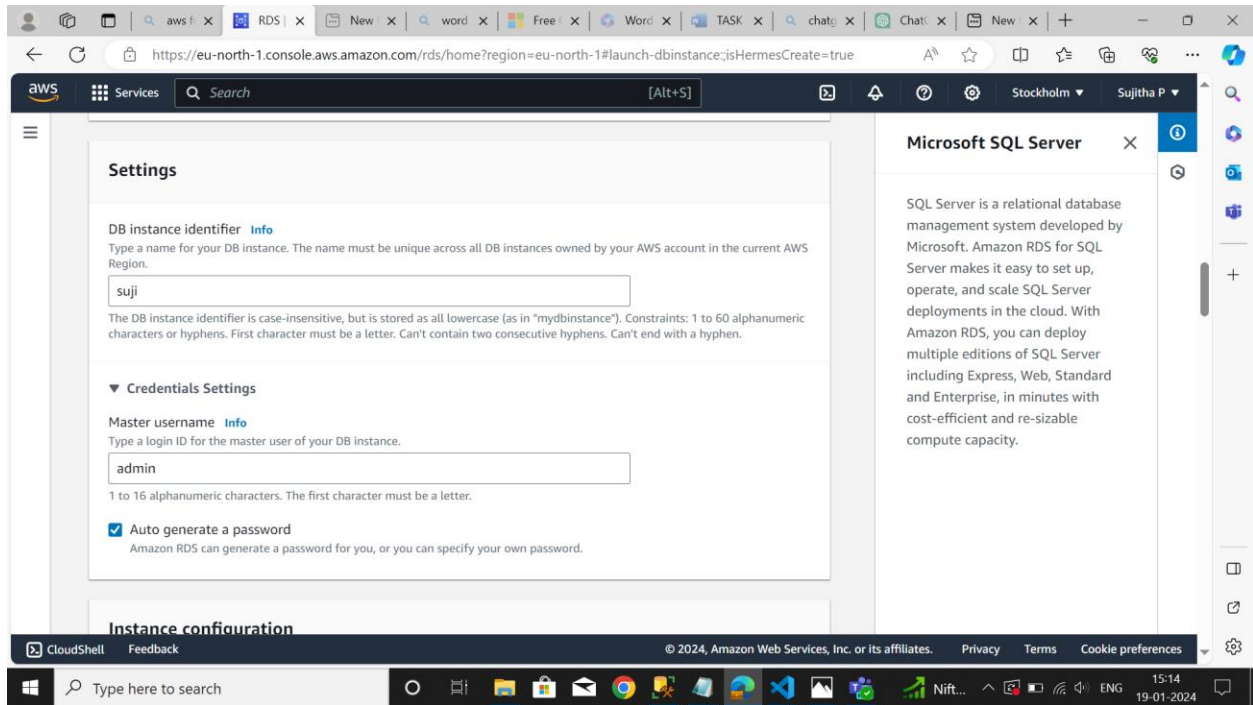 aws f
RDS |
New
word
Free
Word
TASK
chatg
Chat
New
https://eu-north-1.console.aws.amazon.com/rds/home?region=eu-north-1#launch-dbinstance:;isHermesCreate=true
aws
Services
Search
[Alt+S]
Stockholm ▼
Sujitha P ▼
Settings
DB instance identifier Info
Type a name for your DB instance. The name must be unique across all DB instances owned by your AWS account in the current AWS
Region.
suji
The DB instance identifier is case-insensitive, but is stored as all lowercase (as in "mydbinstance"). Constraints: 1 to 60 alphanumeric
characters or hyphens. First character must be a letter. Can't contain two consecutive hyphens. Can't end with a hyphen.
▼ Credentials Settings
Master username Info
Type a login ID for the master user of your DB instance.
admin
1 to 16 alphanumeric characters. The first character must be a letter.
Auto generate a password
Amazon RDS can generate a password for you, or you can specify your own password.
Instance configuration
Microsoft SQL Server
SQL Server is a relational database
management system developed by
Microsoft. Amazon RDS for SQL
Server makes it easy to set up,
operate, and scale SQL Server
deployments in the cloud. With
Amazon RDS, you can deploy
multiple editions of SQL Server
including Express, Web, Standard
and Enterprise, in minutes with
cost-efficient and re-sizable
compute capacity.
CloudShell Feedback
© 2024, Amazon Web Services, Inc. or its affiliates. Privacy Terms Cookie preferences
Type here to search
Nift...
ENG
15:14
19-01-2024